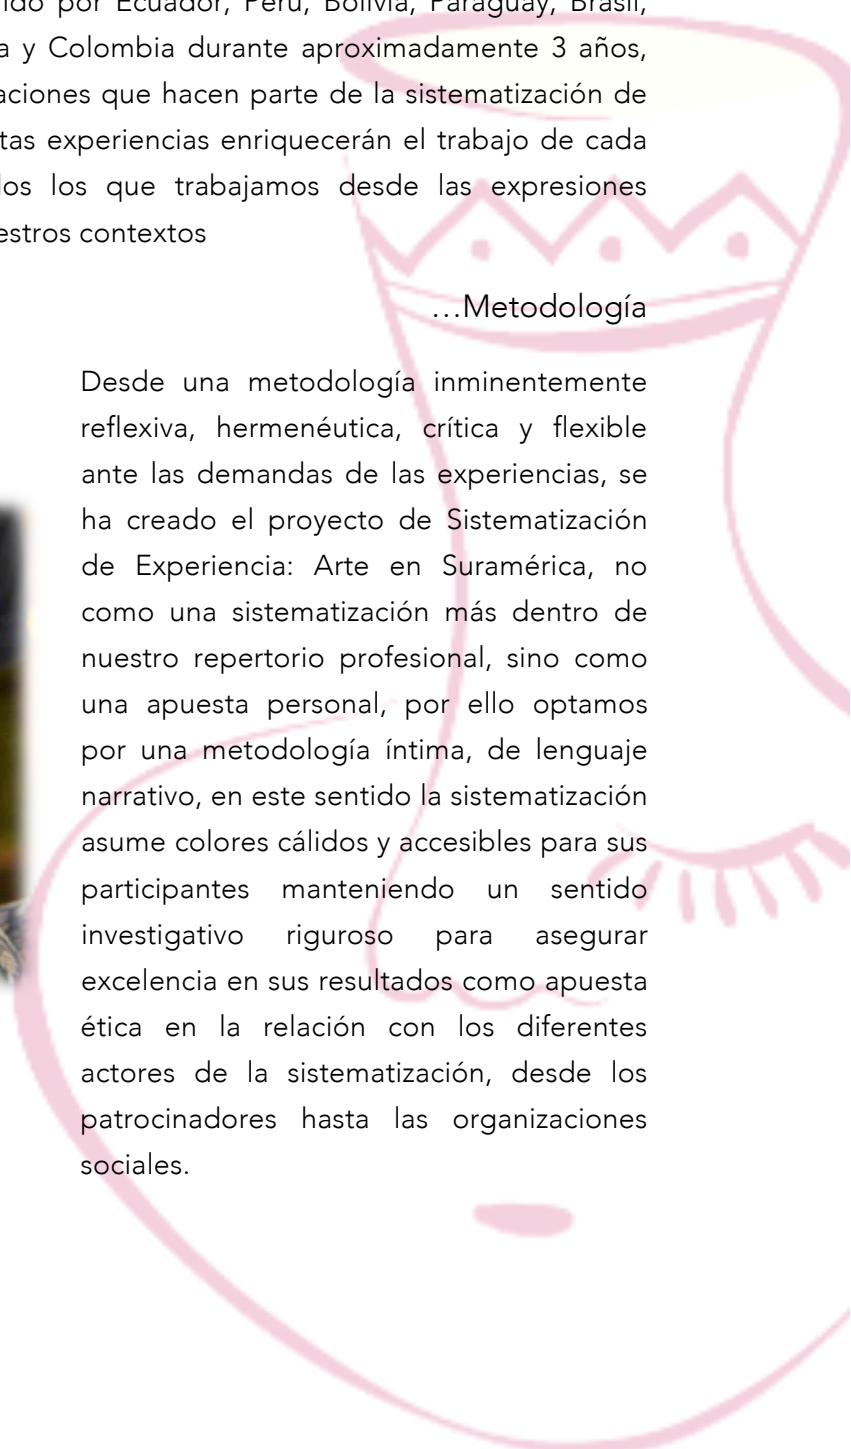 por Ecuador, Perú, Bolivia, Paraguay, Brasil,
y Colombia durante aproximadamente 3 años,
que hacen parte de la sistematización de
experiencias enriquecerán el trabajo de cada
los que trabajamos desde las expresiones
contextos
…Metodología
Desde una metodología inminentemente
reflexiva, hermenéutica, crítica y flexible
ante las demandas de las experiencias, se
ha creado el proyecto de Sistematización
de Experiencia: Arte en Suramérica, no
como una sistematización más dentro de
nuestro repertorio profesional, sino como
una apuesta personal, por ello optamos
por una metodología íntima, de lenguaje
narrativo, en este sentido la sistematización
asume colores cálidos y accesibles para sus
participantes manteniendo un sentido
investigativo riguroso para asegurar
excelencia en sus resultados como apuesta
ética en la relación con los diferentes
actores de la sistematización, desde los
patrocinadores hasta las organizaciones
sociales.